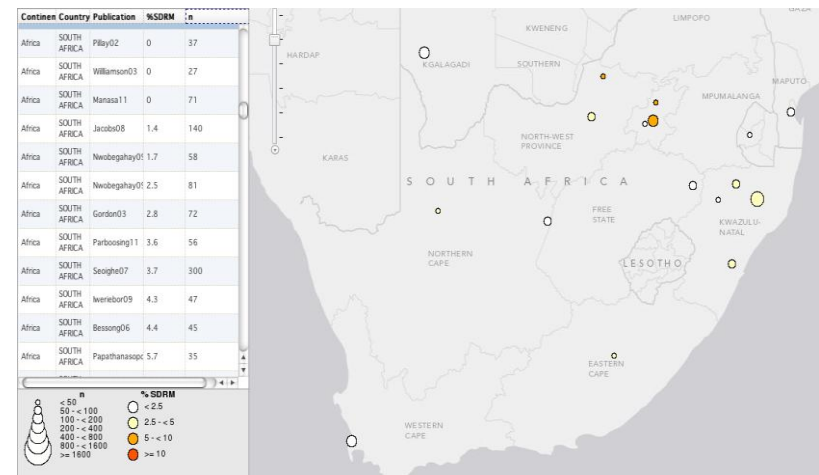 Continen Country Publication %SDRM n
Africa SOUTH AFRICA Pillay02 0 37
Africa SOUTH AFRICA Williamson03 0 27
Africa SOUTH AFRICA Manasa11 0 71
Africa SOUTH AFRICA Jacobs08 1.4 140
Africa SOUTH AFRICA Nwobegahay0 1.7 58
Africa SOUTH AFRICA Nwobegahay0 2.5 81
Africa SOUTH AFRICA Gordon03 2.8 72
Africa SOUTH AFRICA Parboosing11 3.6 56
Africa SOUTH AFRICA Seoighe07 3.7 300
Africa SOUTH AFRICA Iweriebor09 4.3 47
Africa SOUTH AFRICA Bessong06 4.4 45
Africa SOUTH AFRICA Papathanasopo 5.7 35
n
< 50
50 - < 100
100 - < 200
200 - < 400
400 - < 800
800 - < 1600
>= 1600
% SDRM
< 2.5
2.5 - < 5
5 - < 10
>= 10
LIMPOPO
KWENENG
HARDAP
KGALAGADI
SOUTHERN
MAPUTO
MPUMALANGA
NORTH-WEST
PROVINCE
KARAS
SOUTH AFRICA
FREE
STATE
KWAZULU-
NATAL
NORTHERN
CAPE
LESOTHO
EASTERN
CAPE
WESTERN
CAPE